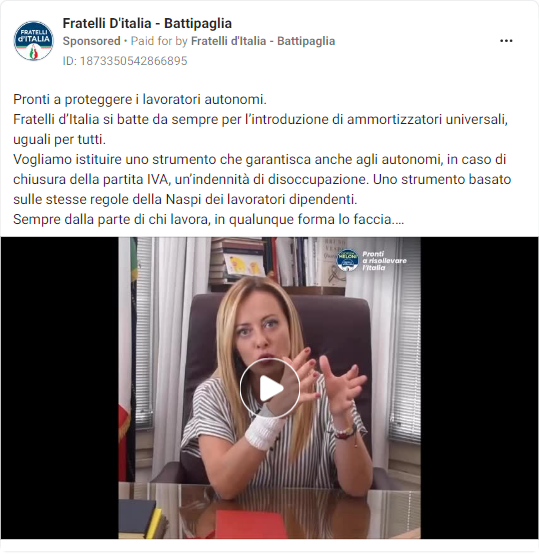 FRATELLI
d'ITALIA
Fratelli D'italia - Battipaglia
Sponsored • Paid for by Fratelli d'Italia - Battipaglia
ID: 1873350542866895
Pronti a proteggere i lavoratori autonomi.
Fratelli d'Italia si batte da sempre per l'introduzione di ammortizzatori universali,
uguali per tutti.
Vogliamo istituire uno strumento che garantisca anche agli autonomi, in caso di
chiusura della partita IVA, un'indennità di disoccupazione. Uno strumento basato
sulle stesse regole della Naspi dei lavoratori dipendenti.
Sempre dalla parte di chi lavora, in qualunque forma lo faccia....
MELONI
Pronti
a risollevare
l'Italia